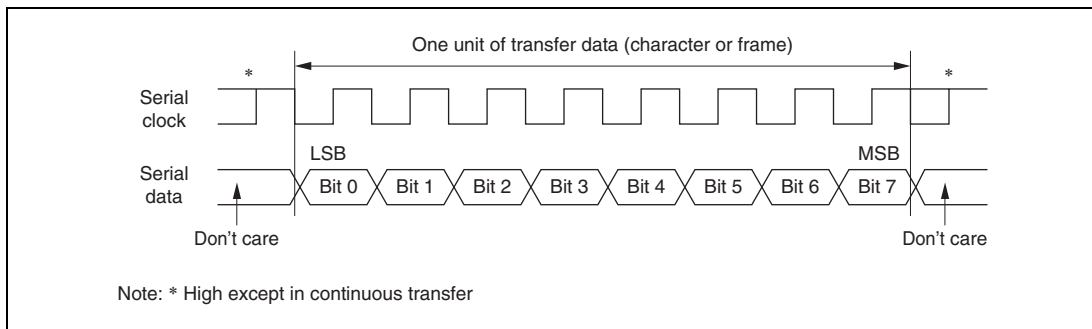 One unit of transfer data (character or frame)
* *
Serial
clock
LSB MSB
Serial
data
Bit 0 Bit 1 Bit 2 Bit 3 Bit 4 Bit 5 Bit 6 Bit 7
Don't care Don't care
Note: * High except in continuous transfer